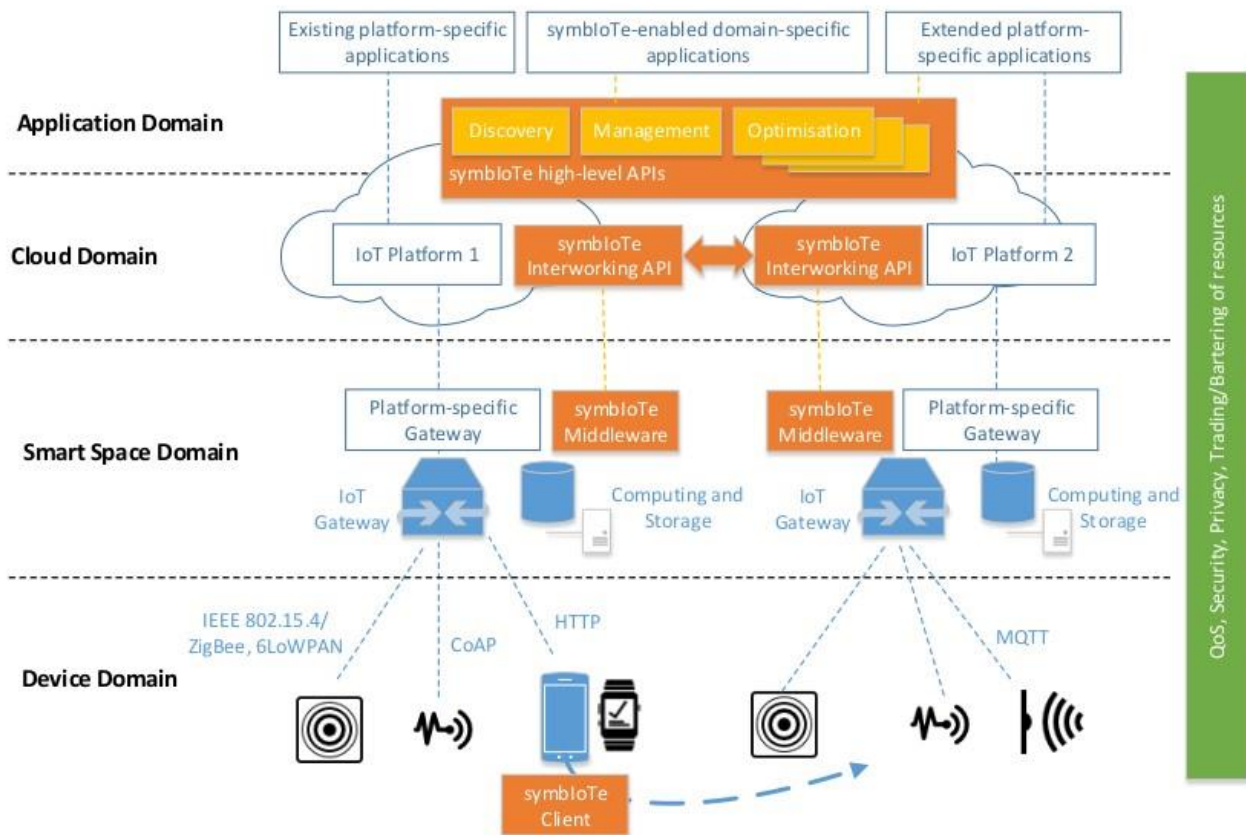 Existing platform-specific
applications
symbIoTe-enabled domain-specific
applications
Extended platform-
specific applications
Application Domain
Discovery
Management
Optimisation
symbIoTe high-level APIs
Cloud Domain
IoT Platform 1
symbIoTe
Interworking API
symbIoTe
Interworking API
IoT Platform 2
Smart Space Domain
Platform-specific
Gateway
symbIoTe
Middleware
symbIoTe
Middleware
Platform-specific
Gateway
IoT
Gateway
Computing and
Storage
IoT
Gateway
Computing and
Storage
Device Domain
IEEE 802.15.4/
ZigBee, 6LoWPAN
CoAP
HTTP
MQTT
symbIoTe
Client
QoS, Security, Privacy, Trading/Bartering of resources